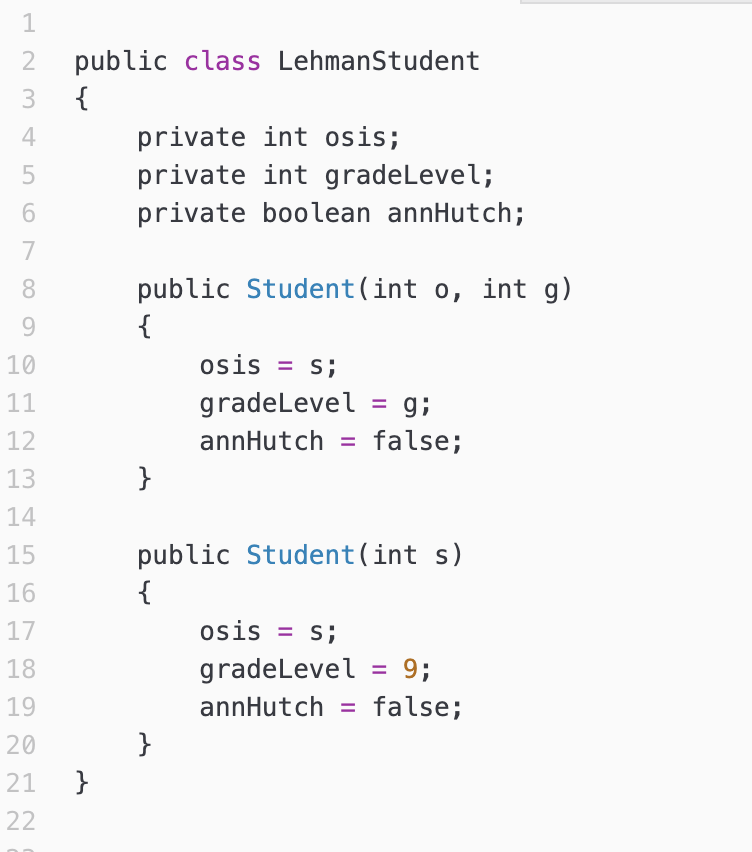 1
2 public class LehmanStudent
3 {
4     private int osis;
5     private int gradeLevel;
6     private boolean annHutch;
7
8     public Student(int o, int g)
9     {
10         osis = s;
11         gradeLevel = g;
12         annHutch = false;
13     }
14
15     public Student(int s)
16     {
17         osis = s;
18         gradeLevel = 9;
19         annHutch = false;
20     }
21 }
22